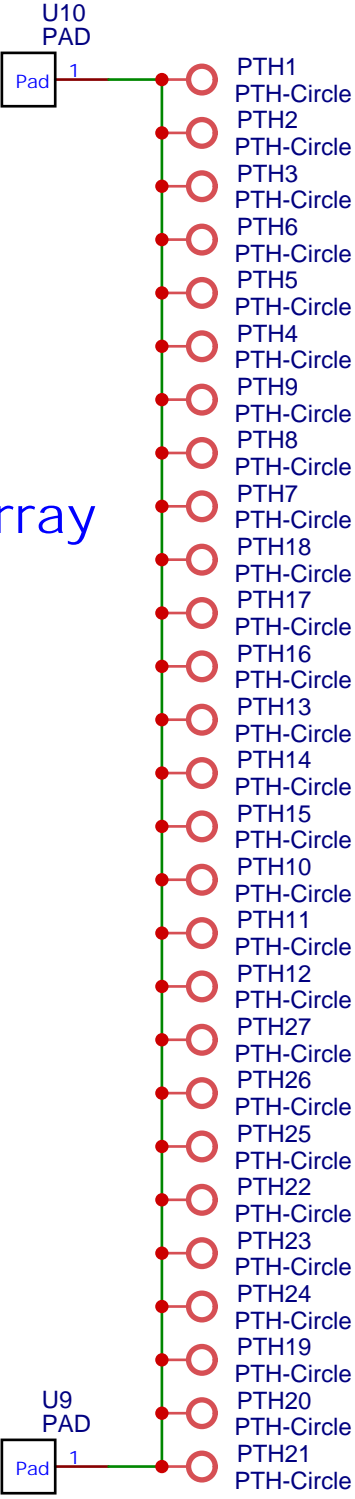 U10
PAD
Pad 1
PTH1
PTH-Circle
PTH2
PTH-Circle
PTH3
PTH-Circle
PTH6
PTH-Circle
PTH5
PTH-Circle
PTH4
PTH-Circle
PTH9
PTH-Circle
PTH8
PTH-Circle
PTH7
PTH-Circle
rray
PTH18
PTH-Circle
PTH17
PTH-Circle
PTH16
PTH-Circle
PTH13
PTH-Circle
PTH14
PTH-Circle
PTH15
PTH-Circle
PTH10
PTH-Circle
PTH11
PTH-Circle
PTH12
PTH-Circle
PTH27
PTH-Circle
PTH26
PTH-Circle
PTH25
PTH-Circle
PTH22
PTH-Circle
PTH23
PTH-Circle
PTH24
PTH-Circle
PTH19
PTH-Circle
PTH20
PTH-Circle
PTH21
PTH-Circle
U9
PAD
Pad 1